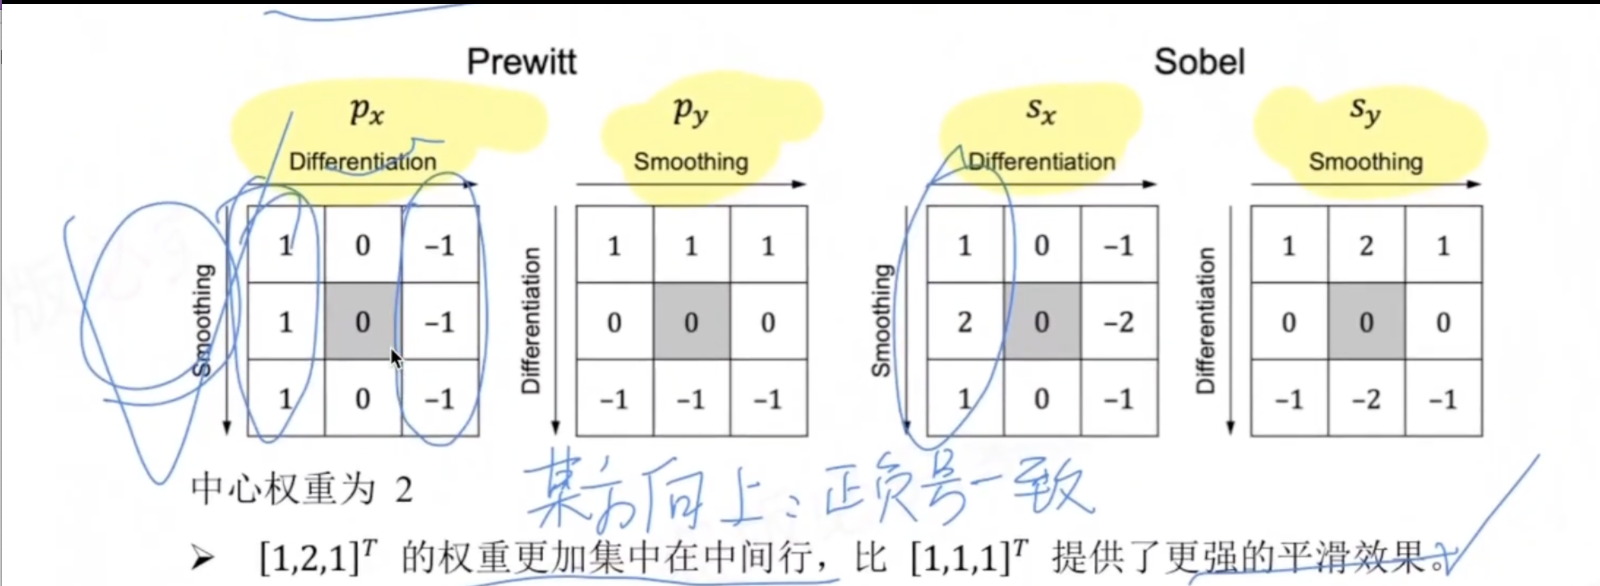 Prewitt Sobel
pₓ p_y sₓ s_y
Differentiation Smoothing Differentiation Smoothing
Smoothing Differentiation Smoothing Differentiation
1 0 −1 1 1 1 1 0 −1 1 2 1
1 0 −1 0 0 0 2 0 −2 0 0 0
1 0 −1 −1 −1 −1 1 0 −1 −1 −2 −1
中心权重为 2
某方向上：正负号一致
➢ [1,2,1]ᵀ 的权重更加集中在中间行，比 [1,1,1]ᵀ 提供了更强的平滑效果。